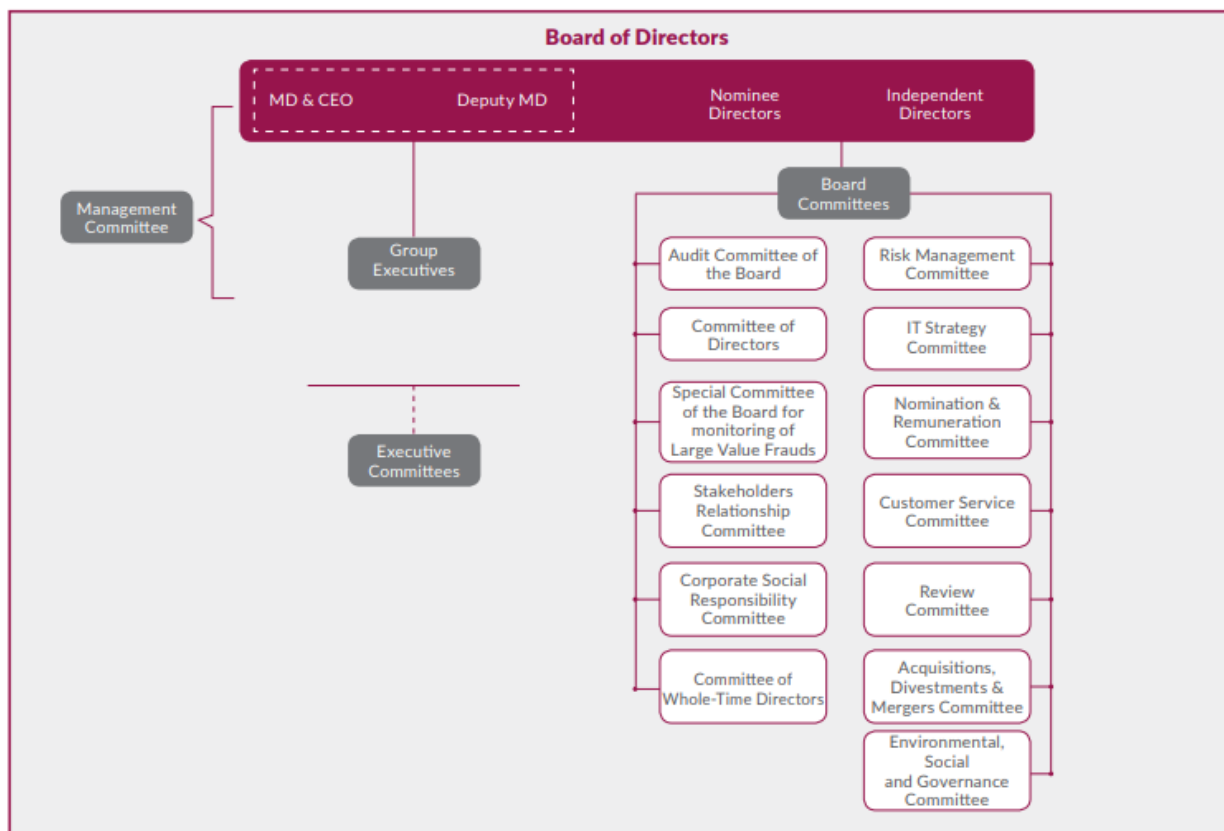 Board of Directors
MD & CEO
Deputy MD
Nominee
Directors
Independent
Directors
Management
Committee
Group
Executives
Executive
Committees
Board
Committees
Audit Committee of
the Board
Committee of
Directors
Special Committee
of the Board for
monitoring of
Large Value Frauds
Stakeholders
Relationship
Committee
Corporate Social
Responsibility
Committee
Committee of
Whole-Time Directors
Risk Management
Committee
IT Strategy
Committee
Nomination &
Remuneration
Committee
Customer Service
Committee
Review
Committee
Acquisitions,
Divestments &
Mergers Committee
Environmental,
Social
and Governance
Committee